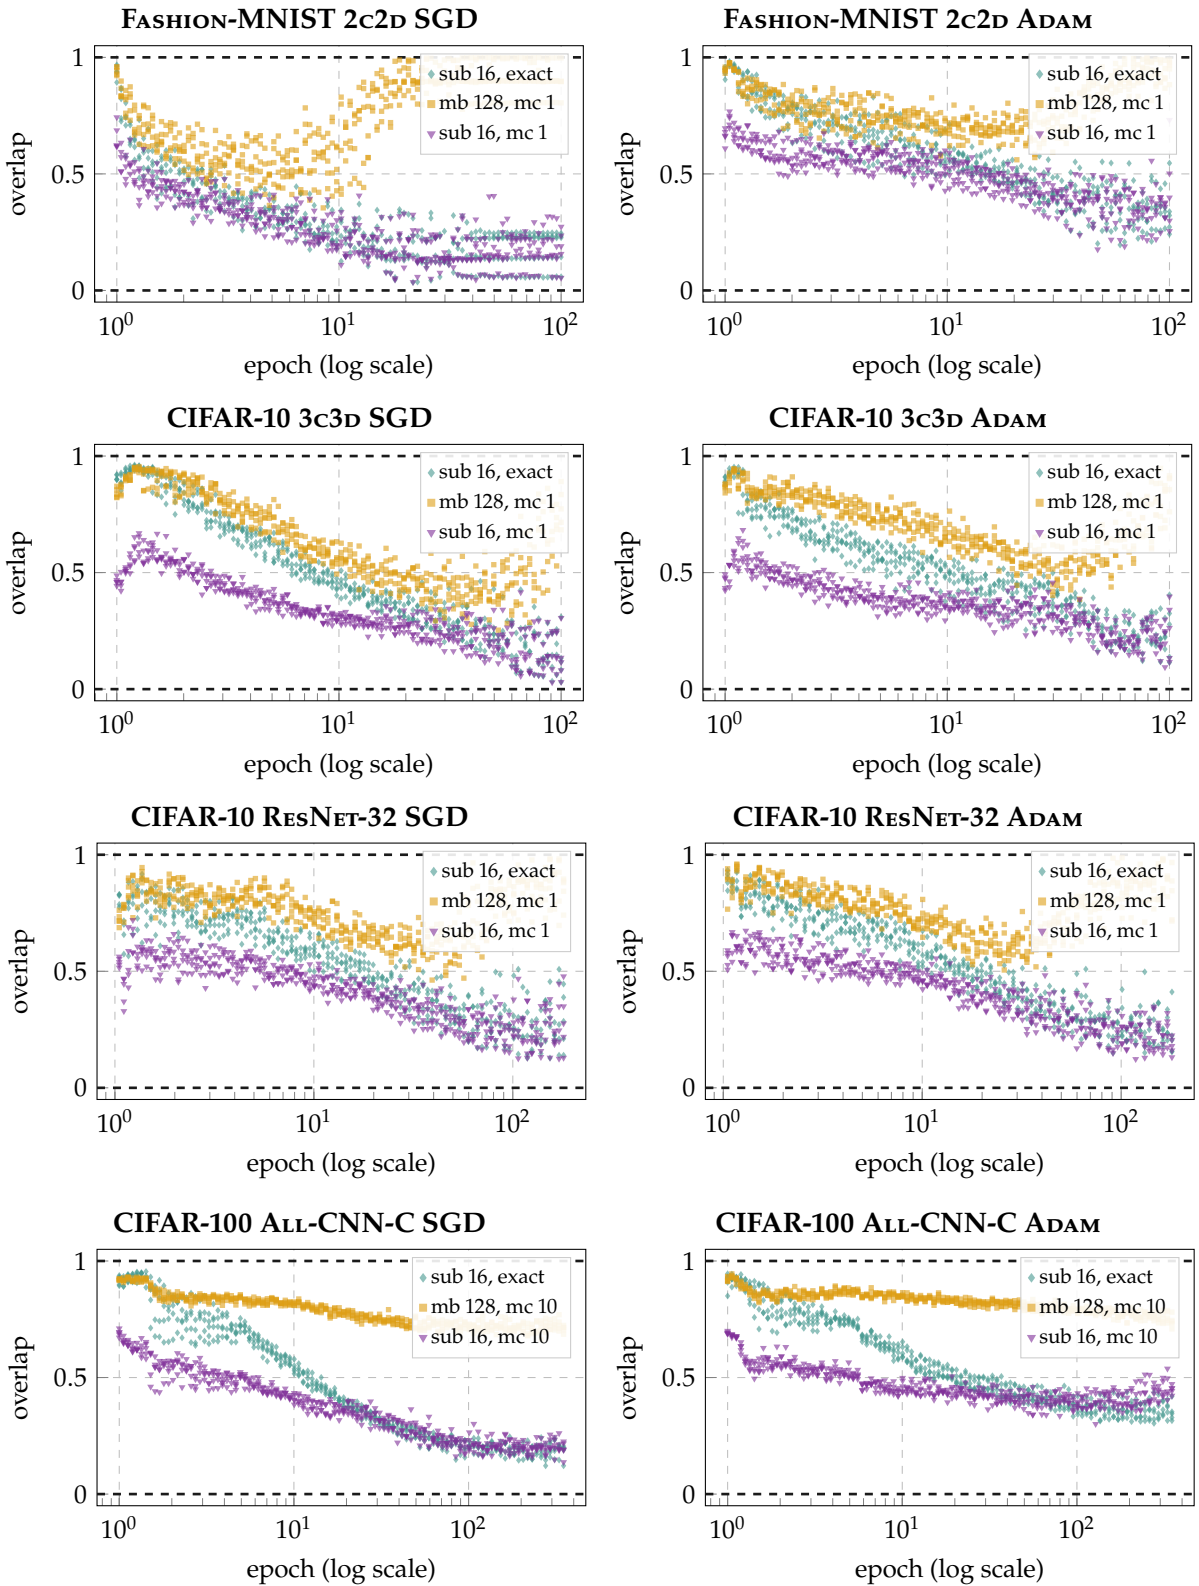 FASHION-MNIST 2C2D SGD
1
0.5
0
overlap
sub 16, exact
mb 128, mc 1
sub 16, mc 1
10^0
10^1
10^2
epoch (log scale)
FASHION-MNIST 2C2D ADAM
1
0.5
0
overlap
sub 16, exact
mb 128, mc 1
sub 16, mc 1
10^0
10^1
10^2
epoch (log scale)
CIFAR-10 3C3D SGD
1
0.5
0
overlap
sub 16, exact
mb 128, mc 1
sub 16, mc 1
10^0
10^1
10^2
epoch (log scale)
CIFAR-10 3C3D ADAM
1
0.5
0
overlap
sub 16, exact
mb 128, mc 1
sub 16, mc 1
10^0
10^1
10^2
epoch (log scale)
CIFAR-10 RESNET-32 SGD
1
0.5
0
overlap
sub 16, exact
mb 128, mc 1
sub 16, mc 1
10^0
10^1
10^2
epoch (log scale)
CIFAR-10 RESNET-32 ADAM
1
0.5
0
overlap
sub 16, exact
mb 128, mc 1
sub 16, mc 1
10^0
10^1
10^2
epoch (log scale)
CIFAR-100 ALL-CNN-C SGD
1
0.5
0
overlap
sub 16, exact
mb 128, mc 10
sub 16, mc 10
10^0
10^1
10^2
epoch (log scale)
CIFAR-100 ALL-CNN-C ADAM
1
0.5
0
overlap
sub 16, exact
mb 128, mc 10
sub 16, mc 10
10^0
10^1
10^2
epoch (log scale)